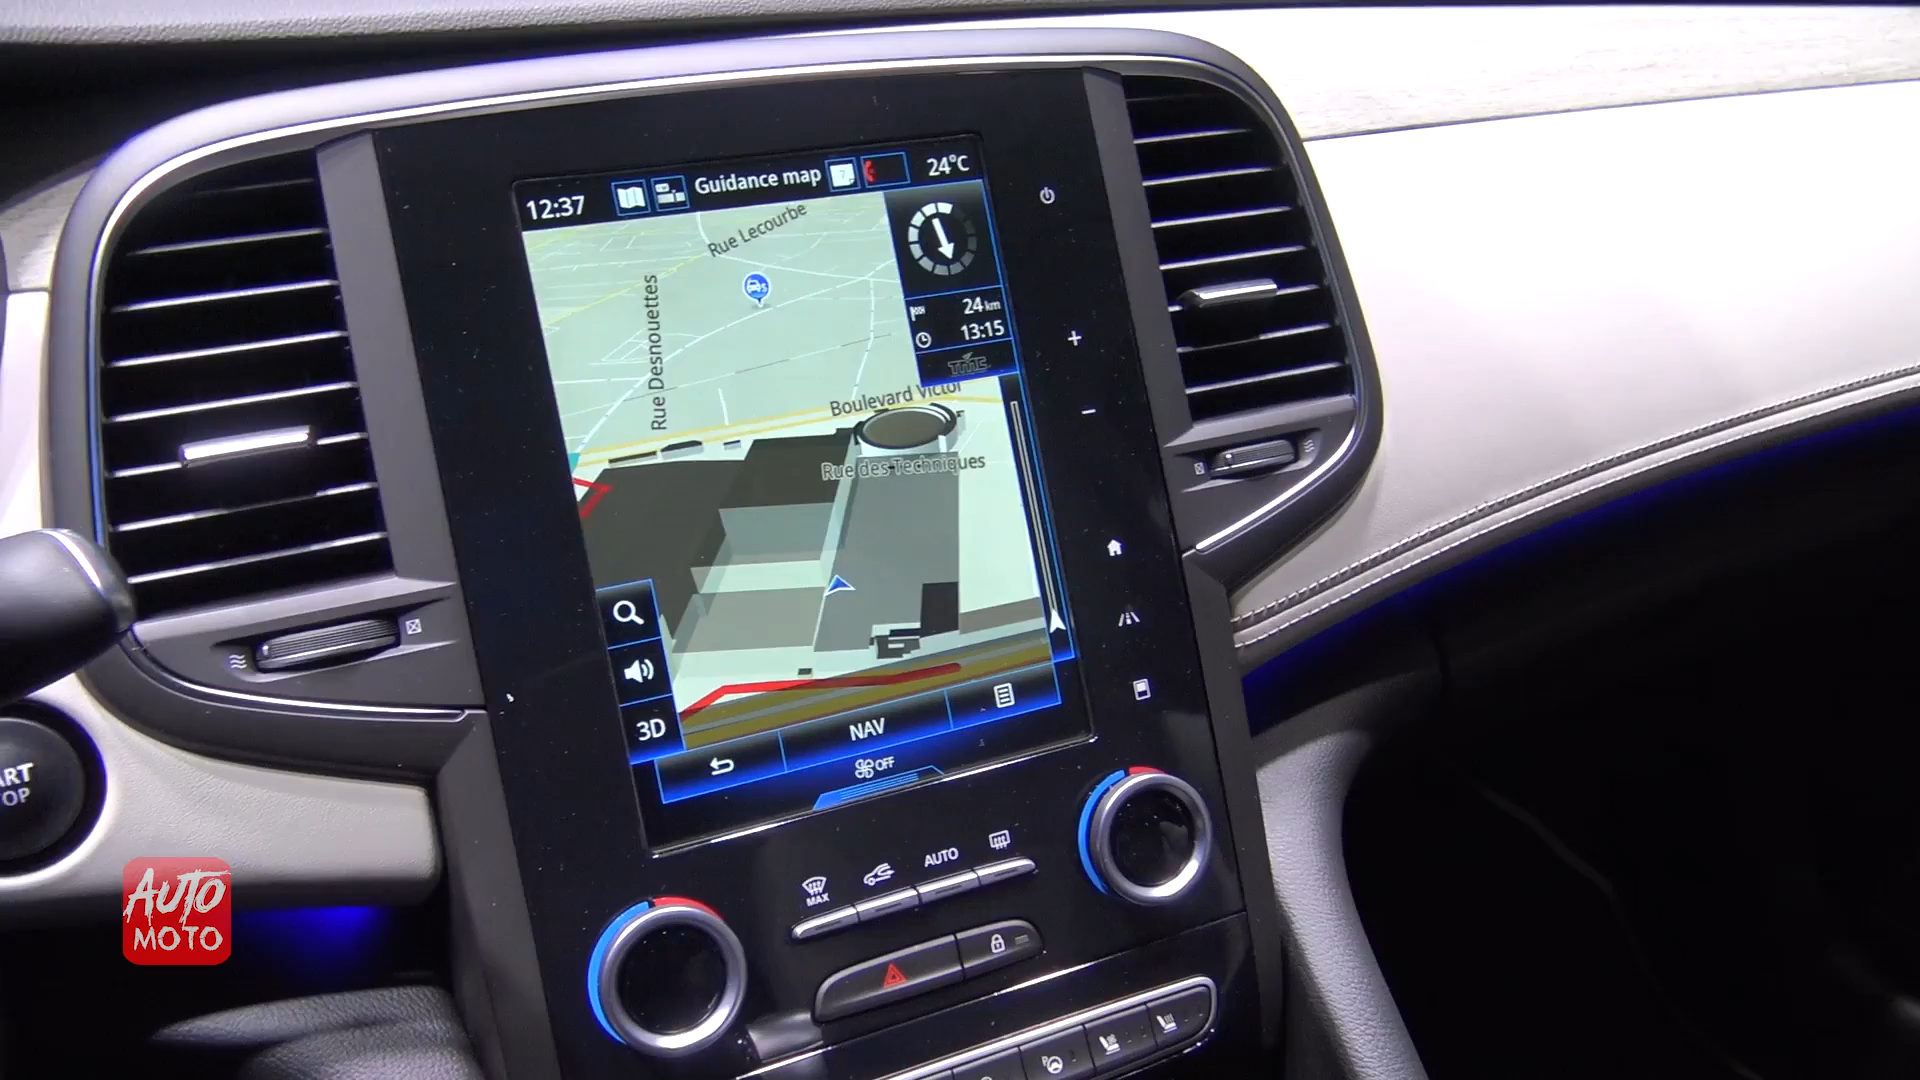 12:37
Guidance map
24°C
Rue Lecourbe
Rue Desnouettes
5
24 km
13:15
TMC
Boulevard Victor
Rue des Techniques
3D
NAV
OFF
MAX
AUTO
ART
OP
AUTO
MOTO